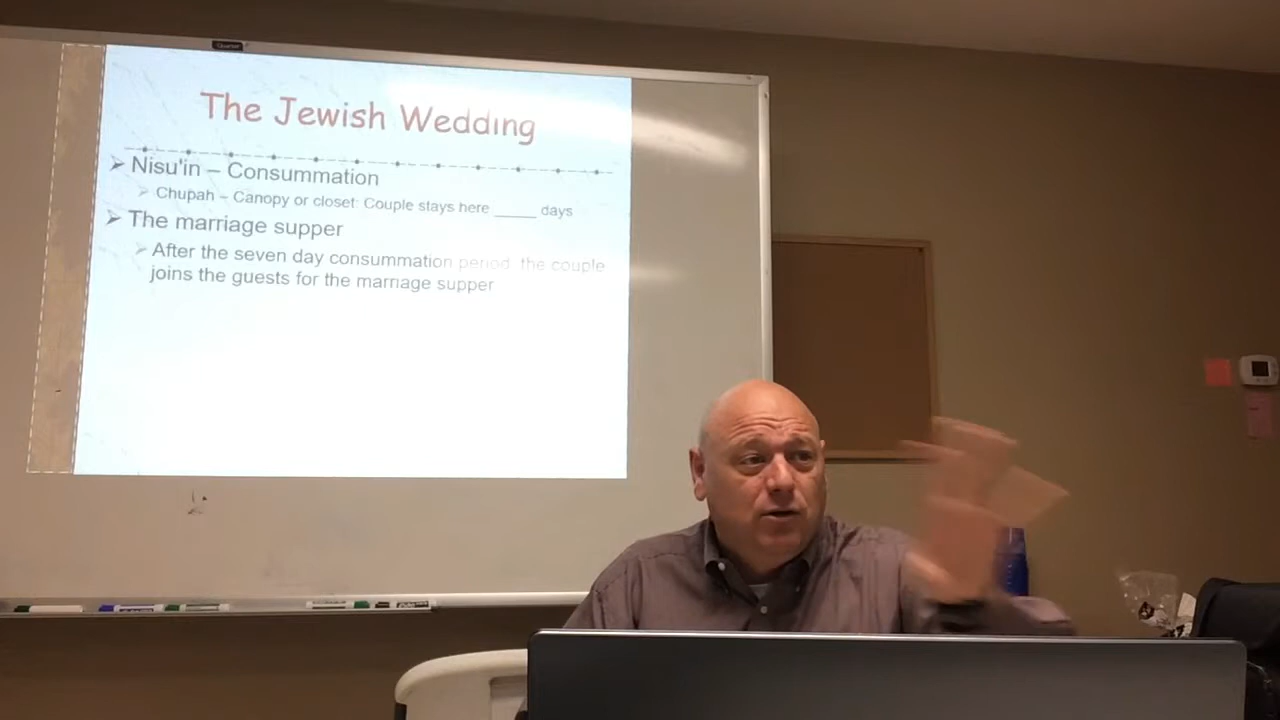 The Jewish Wedding
Nisu'in – Consummation
Chupah – Canopy or closet: Couple stays here _____ days
The marriage supper
After the seven day consummation period, the couple
joins the guests for the marriage supper